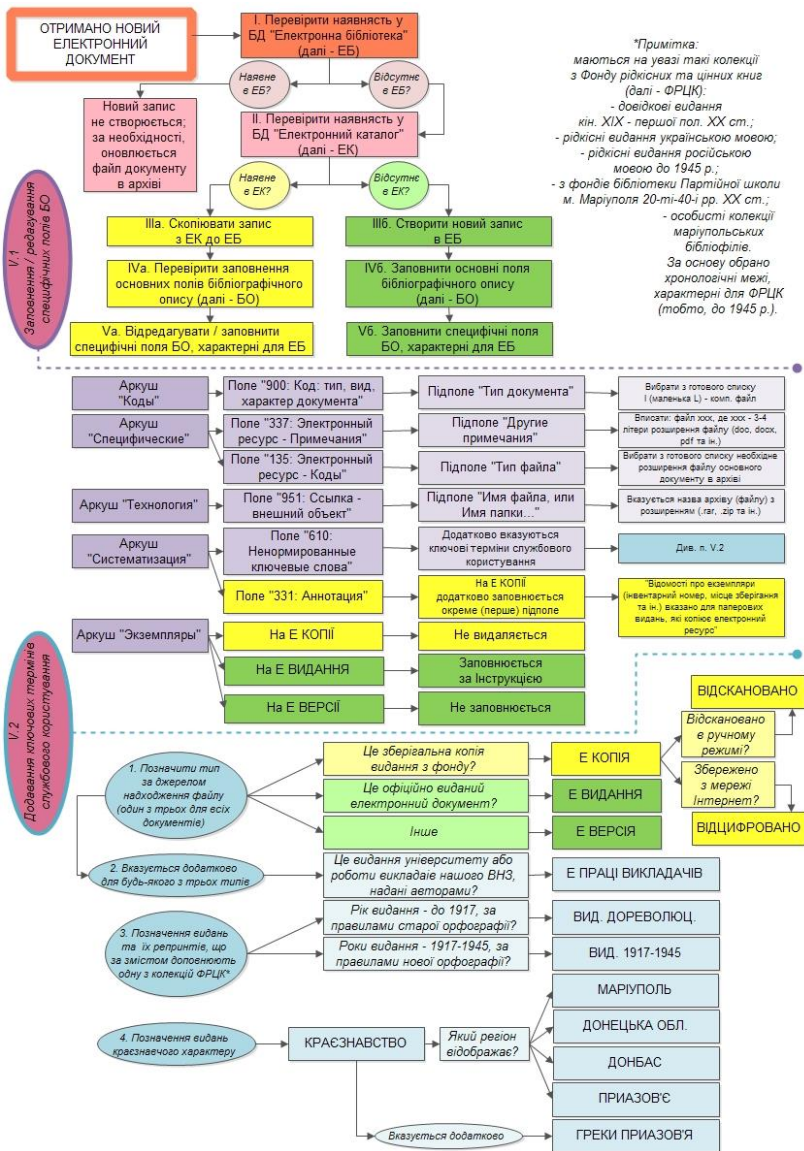 ОТРИМАНО НОВИЙ
ЕЛЕКТРОННИЙ
ДОКУМЕНТ
I. Перевірити наявність у
БД "Електронна бібліотека"
(далі - ЕБ)
Наявне
в ЕБ?
Відсутнє
в ЕБ?
Новий запис
не створюється;
за необхідності,
оновлюється
файл документу
в архіві
II. Перевірити наявність у
БД "Електронний каталог"
(далі - ЕК)
Наявне
в ЕК?
Відсутнє
в ЕК?
IIIа. Скопіювати запис
з ЕК до ЕБ
IIIб. Створити новий запис
в ЕБ
IVа. Перевірити заповнення
основних полів бібліографічного
опису (далі - БО)
IVб. Заповнити основні поля
бібліографічного опису
(далі - БО)
Vа. Відредагувати / заповнити
специфічні поля БО, характерні для ЕБ
Vб. Заповнити специфічні поля
БО, характерні для ЕБ
*Примітка:
маються на увазі такі колекції
з Фонду рідкісних та цінних книг
(далі - ФРЦК):
- довідкові видання
кін. XIX - першої пол. XX ст.;
- рідкісні видання українською мовою;
- рідкісні видання російською
мовою до 1945 р.;
- з фондів бібліотеки Партійної школи
м. Маріуполя 20-ті-40-і рр. XX ст.;
- особисті колекції
маріупольських
бібліофілів.
За основу обрано
хронологічні межі,
характерні для ФРЦК
(тобто, до 1945 р.).
V.1
Заповнення / редагування
специфічних полів БО
Аркуш
"Коды"
Поле "900: Код: тип, вид,
характер документа"
Підполе "Тип документа"
Вибрати з готового списку
l (маленька L) - комп. файл
Аркуш
"Специфические"
Поле "337: Электронный
ресурс - Примечания"
Підполе "Другие
примечания"
Вписати: файл xxx, де xxx - 3-4
літери розширення файлу (doc, docx,
pdf та ін.)
Поле "135: Электронный
ресурс - Коды"
Підполе "Тип файла"
Вибрати з готового списку необхідне
розширення файлу основного
документу в архіві
Аркуш "Технология"
Поле "951: Ссылка -
внешний объект"
Підполе "Имя файла, или
Имя папки..."
Вказується назва архіву (файлу) з
розширенням (.rar, .zip та ін.)
Аркуш
"Систематизация"
Поле "610:
Ненормированные
ключевые слова"
Додатково вказуються
ключові терміни службового
користування
Див. п. V.2
Поле "331: Аннотация"
На Е КОПІЇ
додатково заповнюється
окреме (перше) підполе
"Відомості про екземпляри
(інвентарний номер, місце зберігання
та ін.) вказано для паперових
видань, які копіює електронний
ресурс"
Аркуш "Экземпляры"
На Е КОПІЇ
Не видаляється
На Е ВИДАННЯ
Заповнюється
за Інструкцією
На Е ВЕРСІЇ
Не заповнюється
V.2
Додавання ключових термінів
службового користування
1. Позначити тип
за джерелом
надходження файлу
(один з трьох для всіх
документів)
Це зберігальна копія
видання з фонду?
Е КОПІЯ
Відскановано
в ручному
режимі?
ВІДСКАНОВАНО
Збережено
з мережі
Інтернет?
ВІДЦИФРОВАНО
Це офіційно виданий
електронний документ?
Е ВИДАННЯ
Інше
Е ВЕРСІЯ
2. Вказується додатково
для будь-якого з трьох типів
Це видання університету або
роботи викладаів нашого ВНЗ,
надані авторами?
Е ПРАЦІ ВИКЛАДАЧІВ
3. Позначення видань
та їх репринтів, що
за змістом доповнюють
одну з колекцій ФРЦК*
Рік видання - до 1917, за
правилами старої орфографії?
ВИД. ДОРЕВОЛЮЦ.
Роки видання - 1917-1945, за
правилами нової орфографії?
ВИД. 1917-1945
4. Позначення видань
краєзнавчого характеру
КРАЄЗНАВСТВО
Який регіон
відображає?
МАРІУПОЛЬ
ДОНЕЦЬКА ОБЛ.
ДОНБАС
ПРИАЗОВ'Є
Вказується додатково
ГРЕКИ ПРИАЗОВ'Я